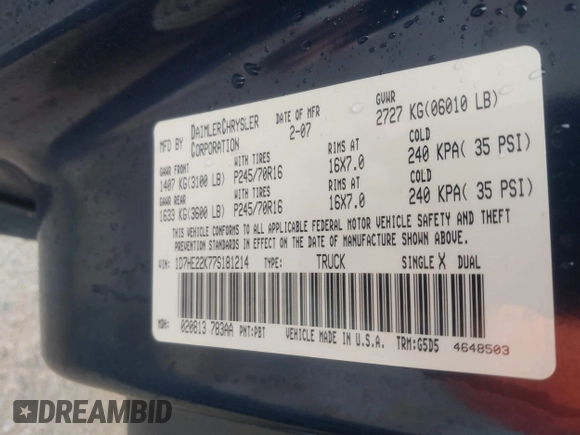 MFD BY DAIMLERCHRYSLER CORPORATION
DATE OF MFR 2-07
GVWR 2727 KG(06010 LB)
GAWR FRONT WITH TIRES RIMS AT COLD
1407 KG(3100 LB) P245/70R16 16X7.0 240 KPA( 35 PSI)
GAWR REAR WITH TIRES RIMS AT COLD
1633 KG(3600 LB) P245/70R16 16X7.0 240 KPA( 35 PSI)
THIS VEHICLE CONFORMS TO ALL APPLICABLE FEDERAL MOTOR VEHICLE SAFETY AND THEFT
PREVENTION STANDARDS IN EFFECT ON THE DATE OF MANUFACTURE SHOWN ABOVE.
VIN: 1D7HE22K77S181214 TYPE: TRUCK SINGLE X DUAL
MDH: 020813 783AA PNT:PBT VEHICLE MADE IN U.S.A. TRM:G5D5 4648503
DREAMBID